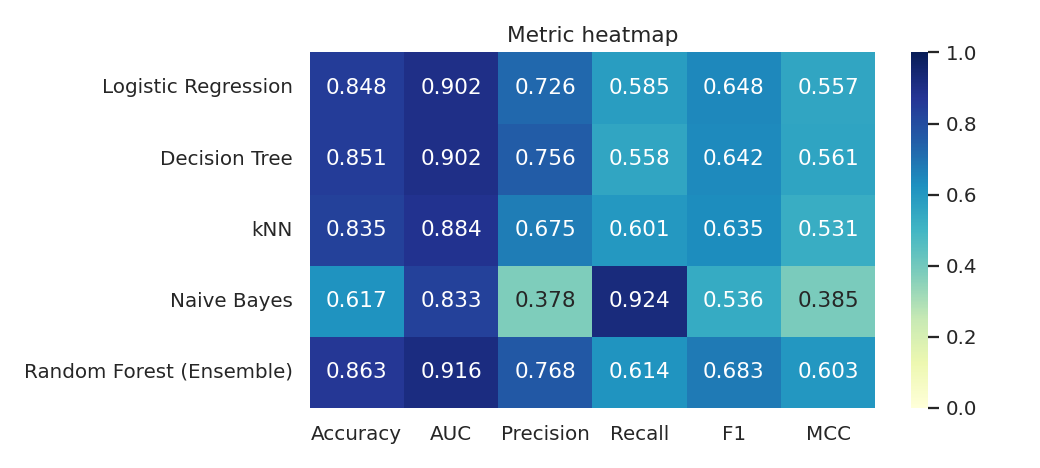 Metric heatmap
Logistic Regression 0.848 0.902 0.726 0.585 0.648 0.557
Decision Tree 0.851 0.902 0.756 0.558 0.642 0.561
kNN 0.835 0.884 0.675 0.601 0.635 0.531
Naive Bayes 0.617 0.833 0.378 0.924 0.536 0.385
Random Forest (Ensemble) 0.863 0.916 0.768 0.614 0.683 0.603
Accuracy AUC Precision Recall F1 MCC
1.0
0.8
0.6
0.4
0.2
0.0